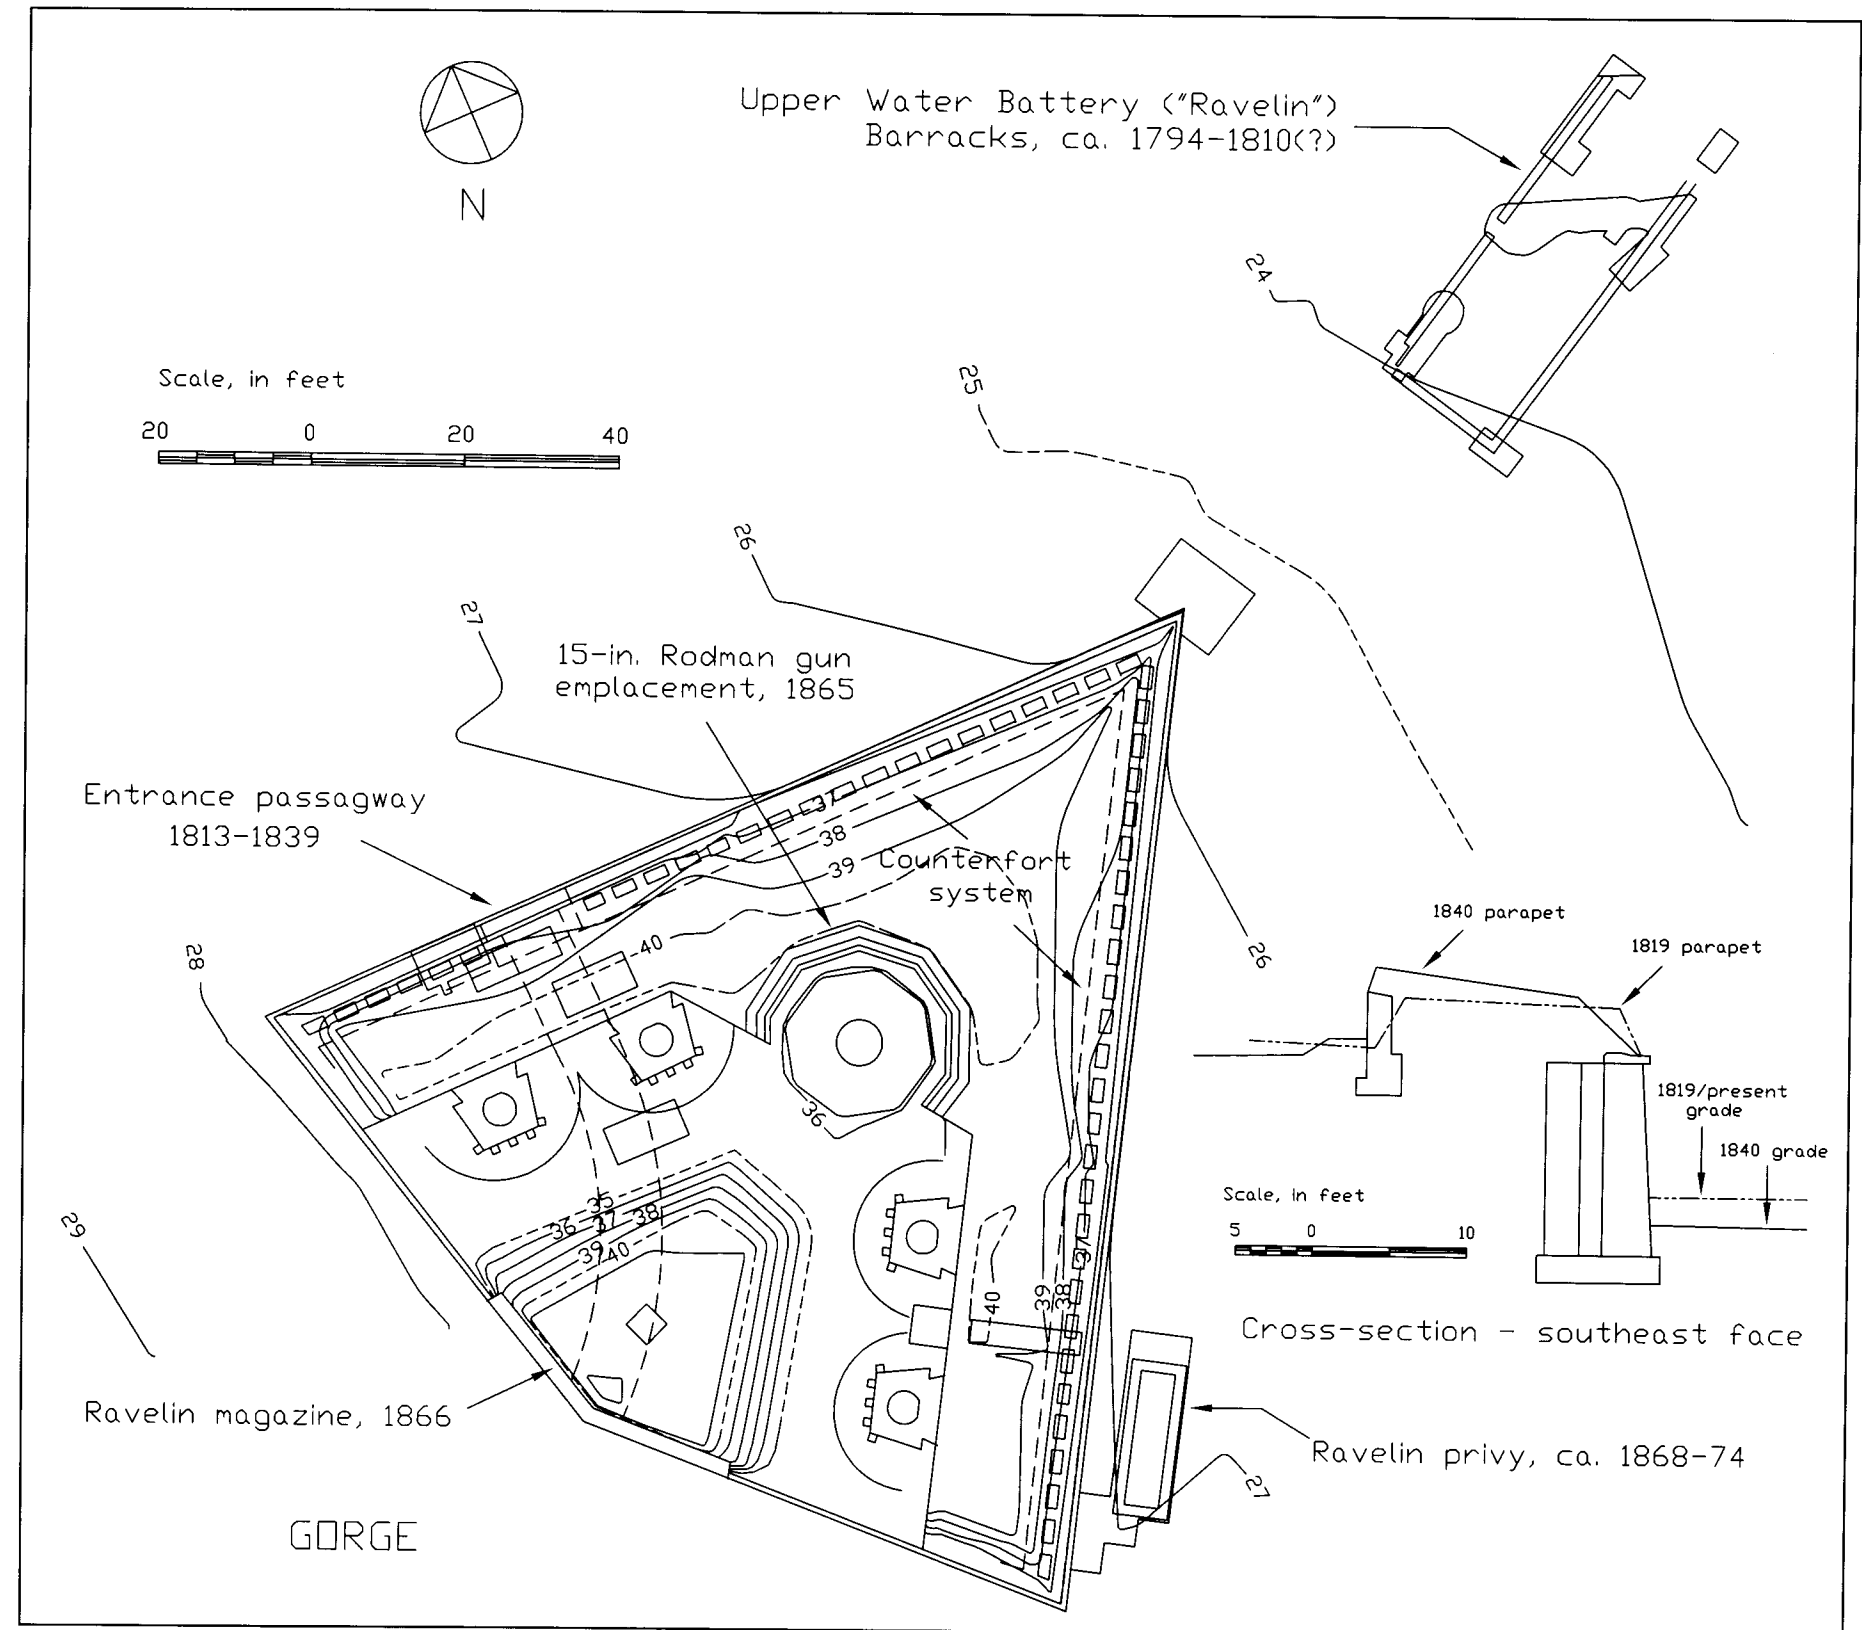 Upper Water Battery ("Ravelin")
Barracks, ca. 1794-1810(?)
N
24
Scale, in feet
20 0 20 40
25
26
27
15-in. Rodman gun
emplacement, 1865
Entrance passagway
1813-1839
37
38
39
Counterfort
system
40
28
26
1840 parapet
1819 parapet
1819/present
grade
1840 grade
36
35
36 37 38
39 40
29
Scale, in feet
5 0 10
37
40 39 38
Cross-section - southeast face
Ravelin magazine, 1866
Ravelin privy, ca. 1868-74
27
GORGE